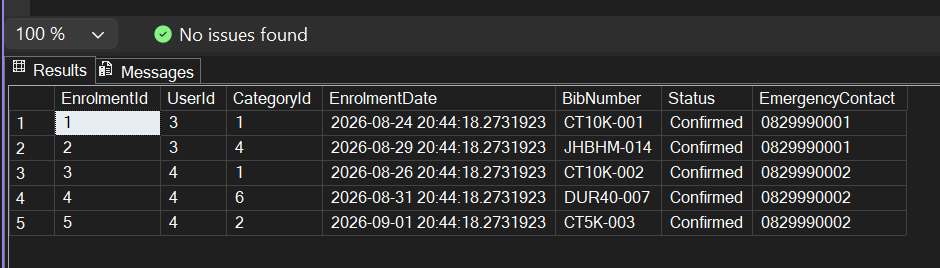 100 % No issues found
Results Messages
EnrolmentId UserId CategoryId EnrolmentDate BibNumber Status EmergencyContact
1 1 3 1 2026-08-24 20:44:18.2731923 CT10K-001 Confirmed 0829990001
2 2 3 4 2026-08-29 20:44:18.2731923 JHBHM-014 Confirmed 0829990001
3 3 4 1 2026-08-26 20:44:18.2731923 CT10K-002 Confirmed 0829990002
4 4 4 6 2026-08-31 20:44:18.2731923 DUR40-007 Confirmed 0829990002
5 5 4 2 2026-09-01 20:44:18.2731923 CT5K-003 Confirmed 0829990002